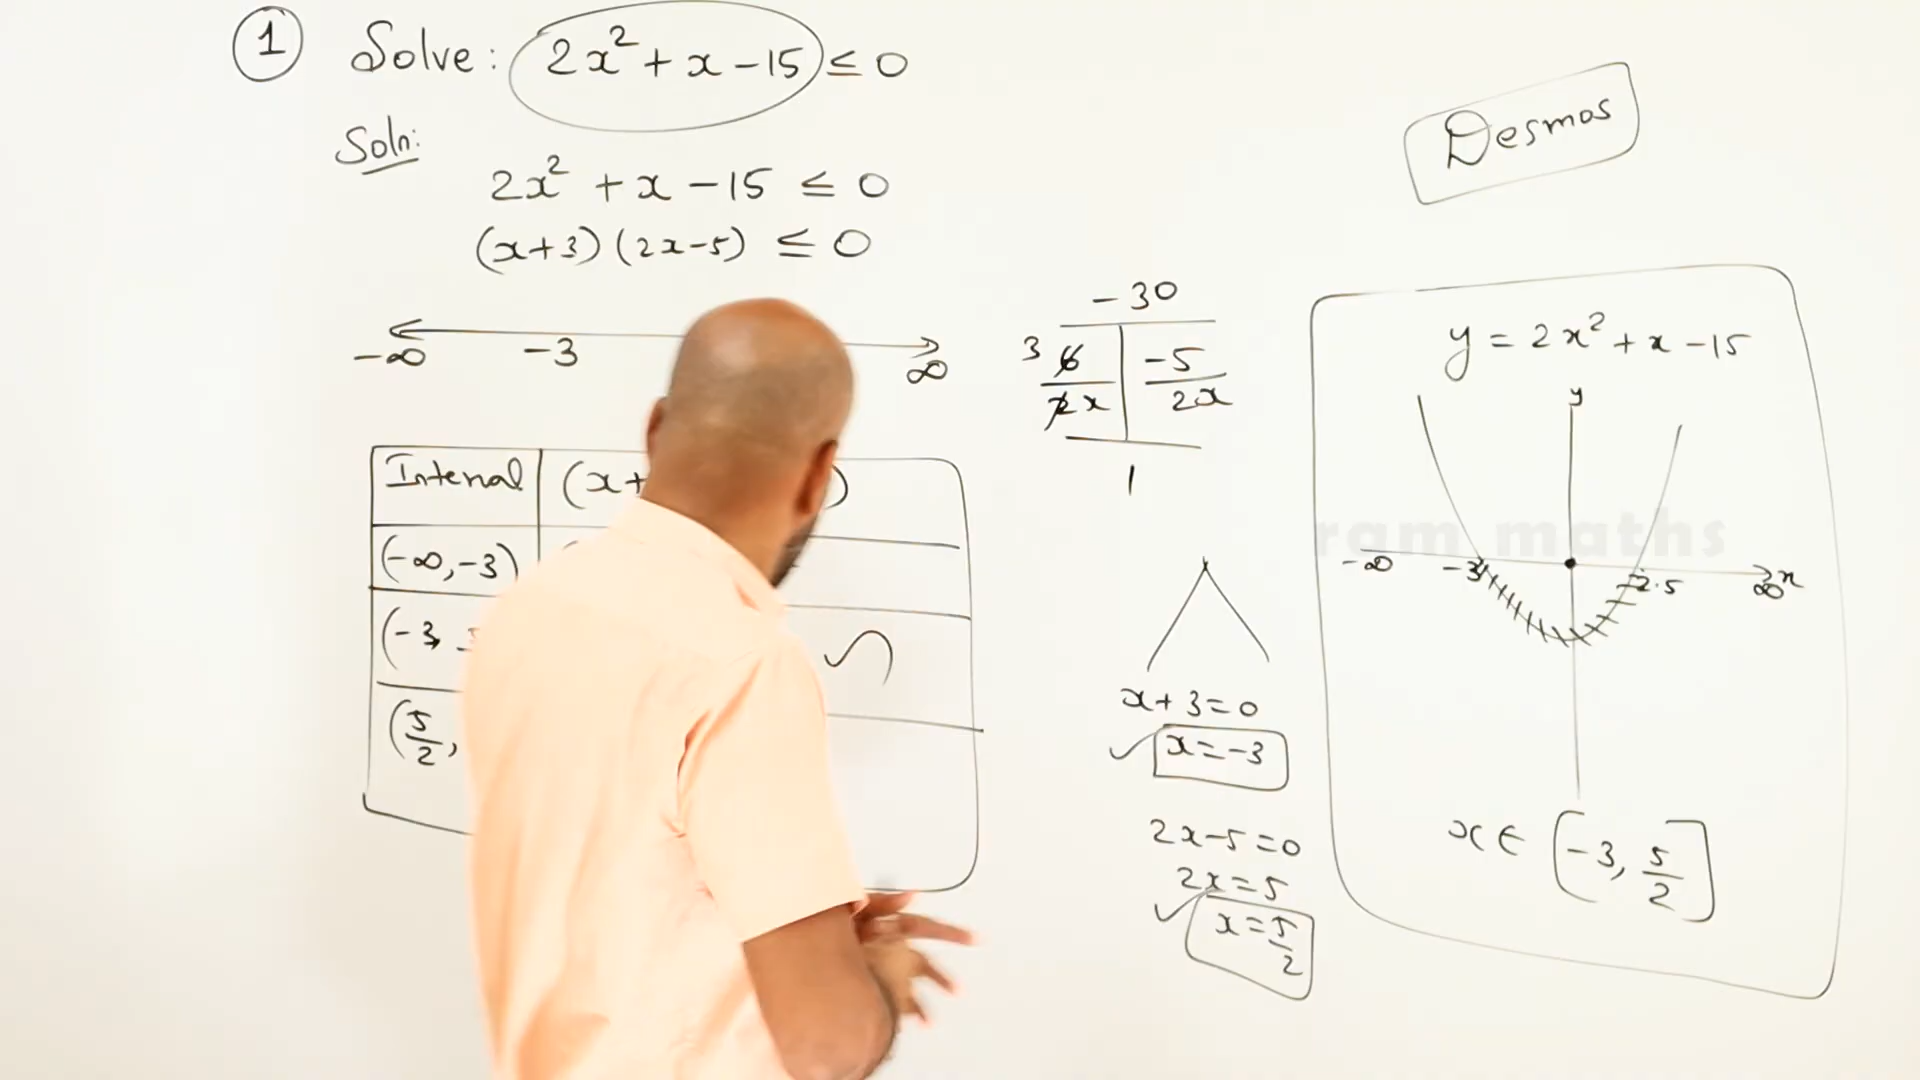 1 Solve: 2x² + x - 15 ≤ 0
Soln:
2x² + x - 15 ≤ 0
(x+3) (2x-5) ≤ 0
-∞ -3 ∞
Interval (x+ )
(-∞, -3)
(-3,
(5/2,
-30
3 6/2x -5/2x
1
x+3=0
x=-3
2x-5=0
2x=5
x=5/2
Desmos
y = 2x² + x - 15
y
ram maths
-∞ -3 2.5 ∞ x
x ∈ [-3, 5/2]